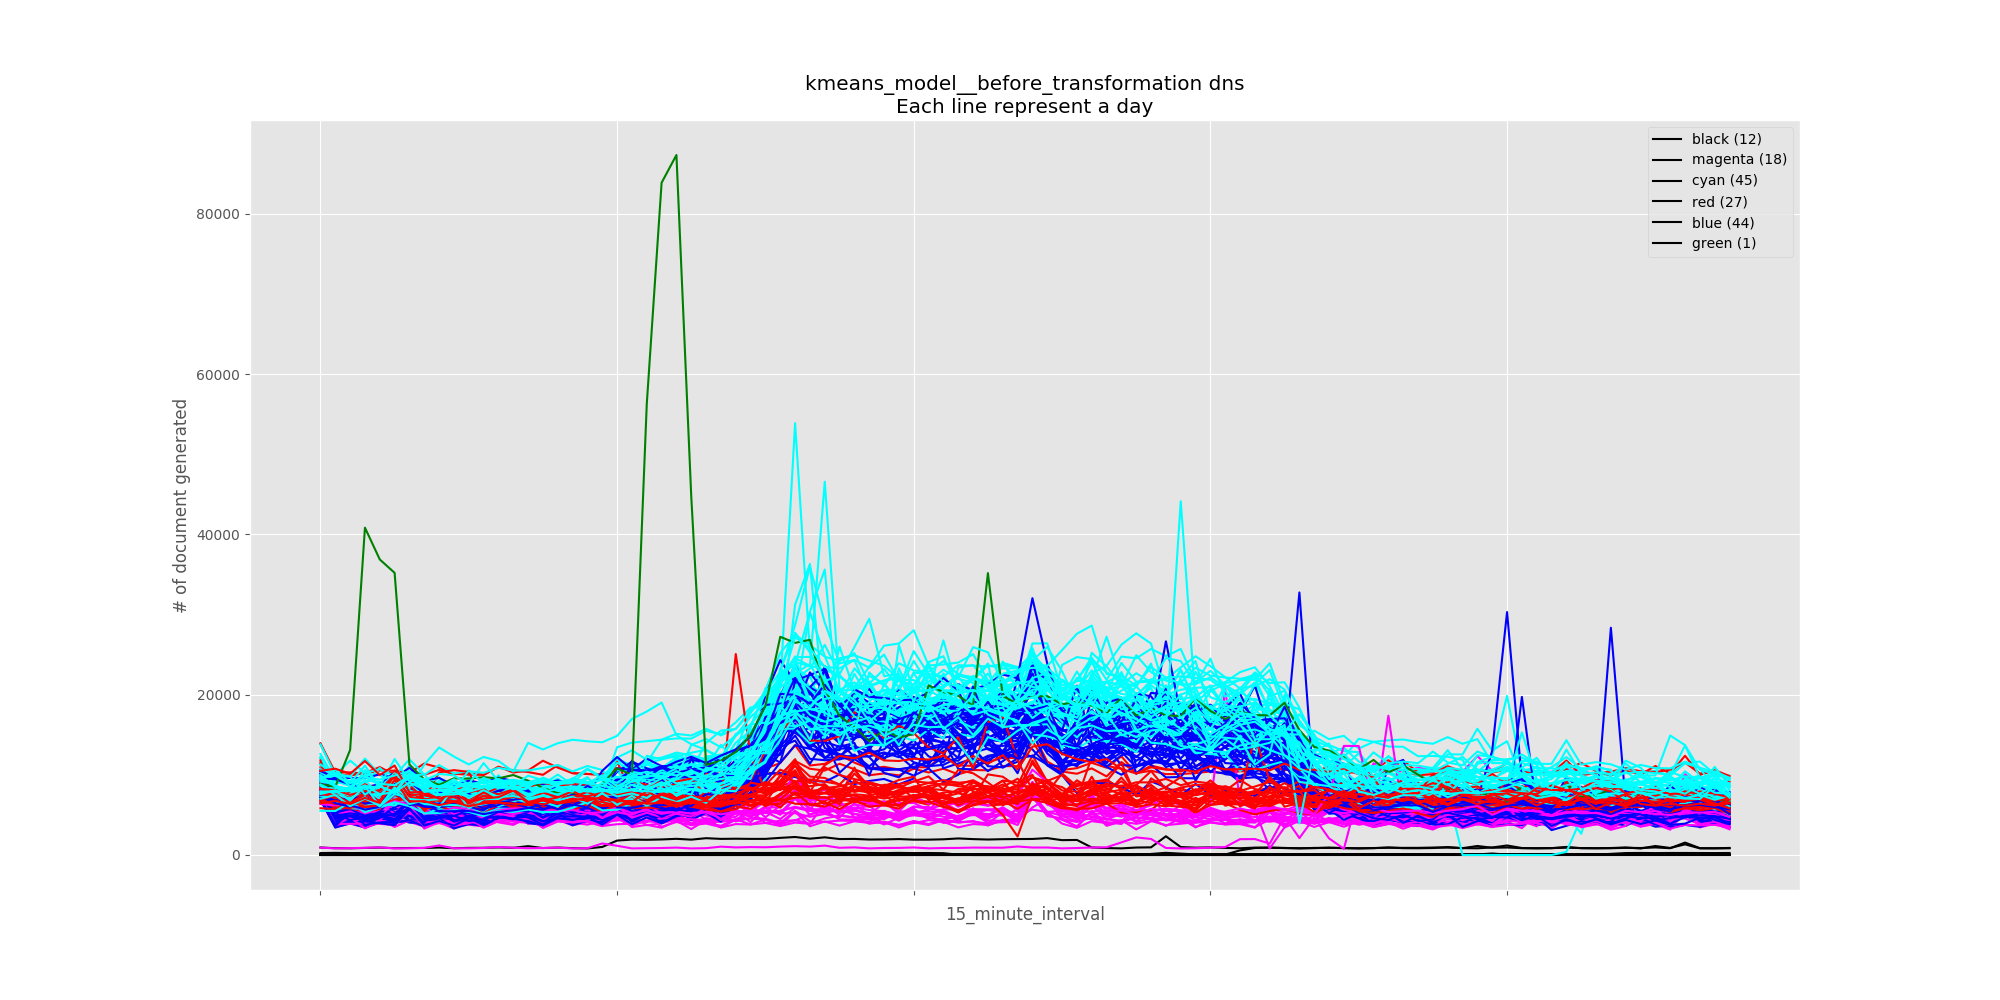 kmeans_model__before_transformation dns
Each line represent a day
black (12)
magenta (18)
cyan (45)
red (27)
blue (44)
green (1)
80000
60000
40000
20000
0
# of document generated
15_minute_interval